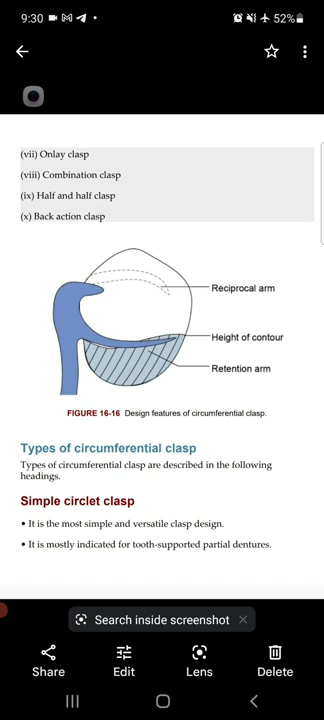 9:30
52%
(vii) Onlay clasp
(viii) Combination clasp
(ix) Half and half clasp
(x) Back action clasp
Reciprocal arm
Height of contour
Retention arm
FIGURE 16-16 Design features of circumferential clasp.
Types of circumferential clasp
Types of circumferential clasp are described in the following
headings.
Simple circlet clasp
• It is the most simple and versatile clasp design.
• It is mostly indicated for tooth-supported partial dentures.
Search inside screenshot
Share Edit Lens Delete